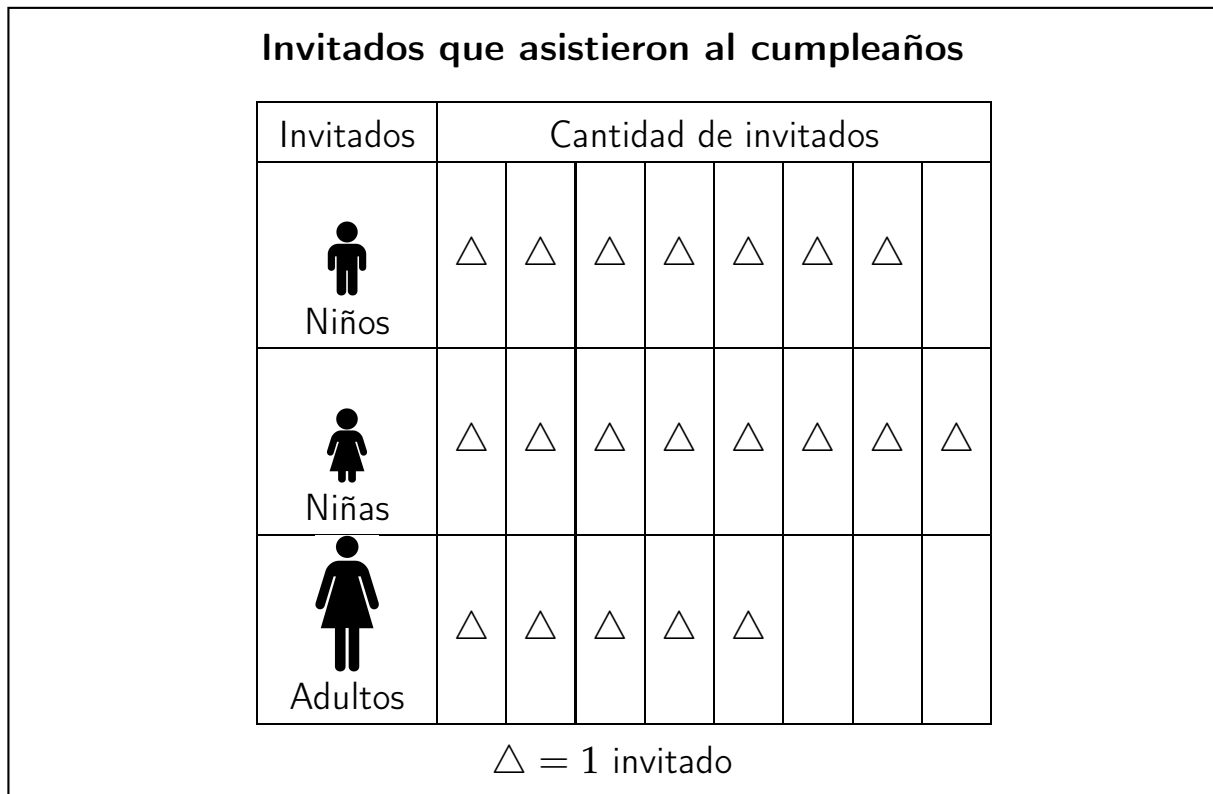 Invitados que asistieron al cumpleaños
Invitados Cantidad de invitados
△ △ △ △ △ △ △
Niños
△ △ △ △ △ △ △ △
Niñas
△ △ △ △ △
Adultos
△ = 1 invitado